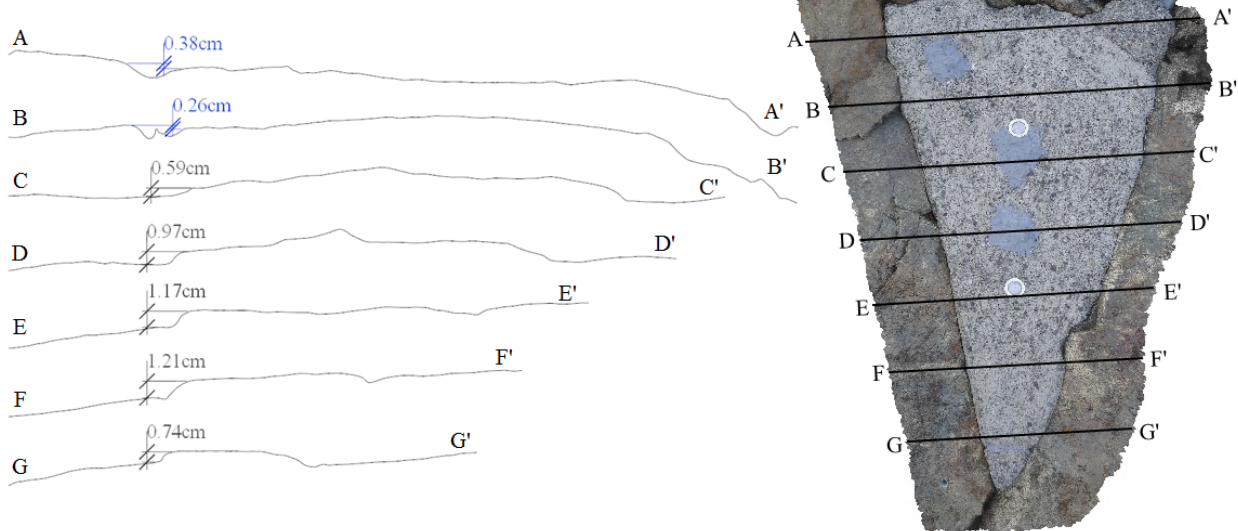 A
0.38cm
A'
B
0.26cm
B'
C
0.59cm
C'
D
0.97cm
D'
E
1.17cm
E'
F
1.21cm
F'
G
0.74cm
G'
A
A'
B
B'
C
C'
D
D'
E
E'
F
F'
G
G'